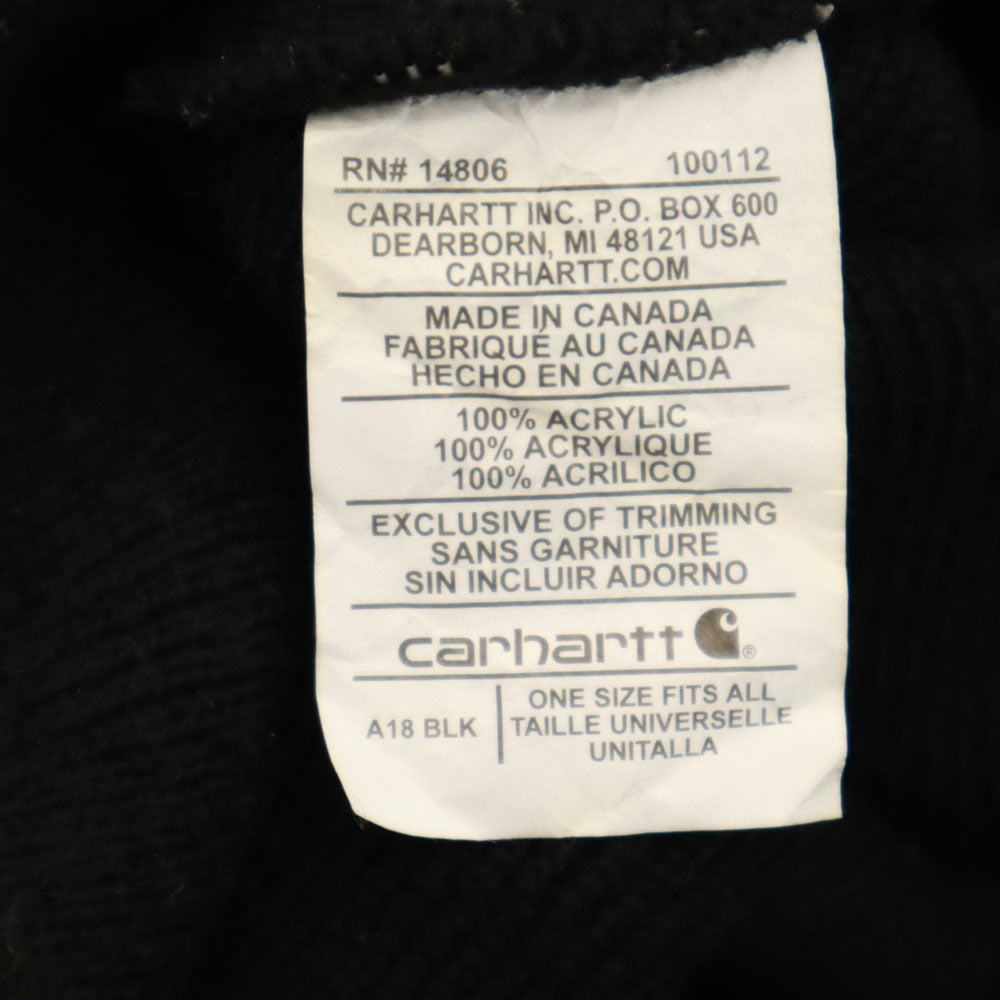 RN# 14806 100112
CARHARTT INC. P.O. BOX 600
DEARBORN, MI 48121 USA
CARHARTT.COM
MADE IN CANADA
FABRIQUÉ AU CANADA
HECHO EN CANADA
100% ACRYLIC
100% ACRYLIQUE
100% ACRILICO
EXCLUSIVE OF TRIMMING
SANS GARNITURE
SIN INCLUIR ADORNO
carhartt ®
A18 BLK
ONE SIZE FITS ALL
TAILLE UNIVERSELLE
UNITALLA